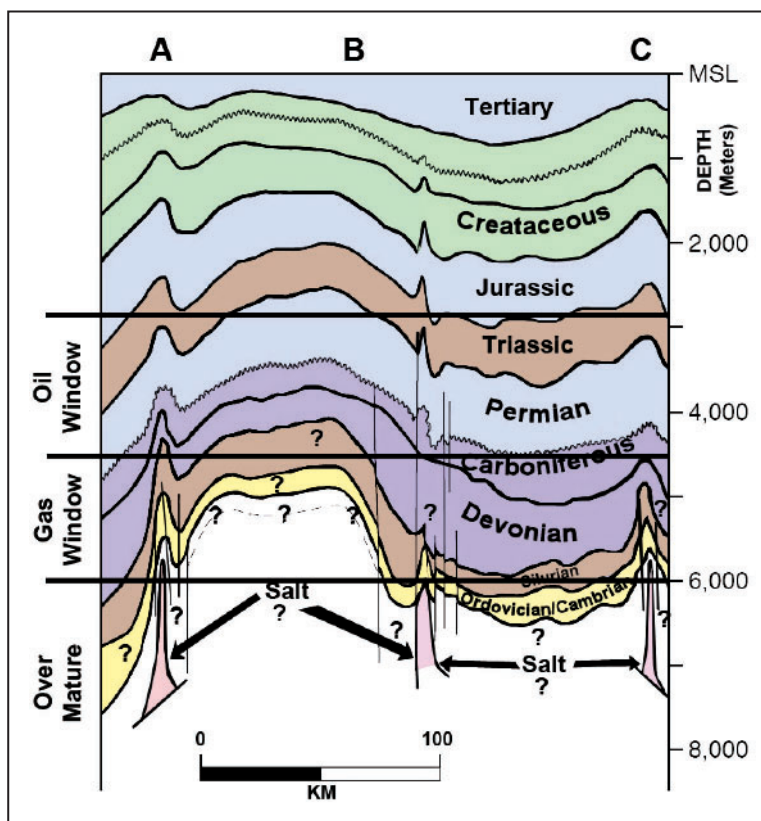 A B C
MSL
DEPTH
(Meters)
Tertiary
Creataceous
2,000
Jurassic
Triassic
Oil
Window
Permian
4,000
Carboniferous
?
?
Gas
Window
?
?
?
?
?
Devonian
Silurian
6,000
Ordovician/Cambrian
Salt
?
?
?
?
?
?
Over
Mature
Salt
?
8,000
0 100
KM